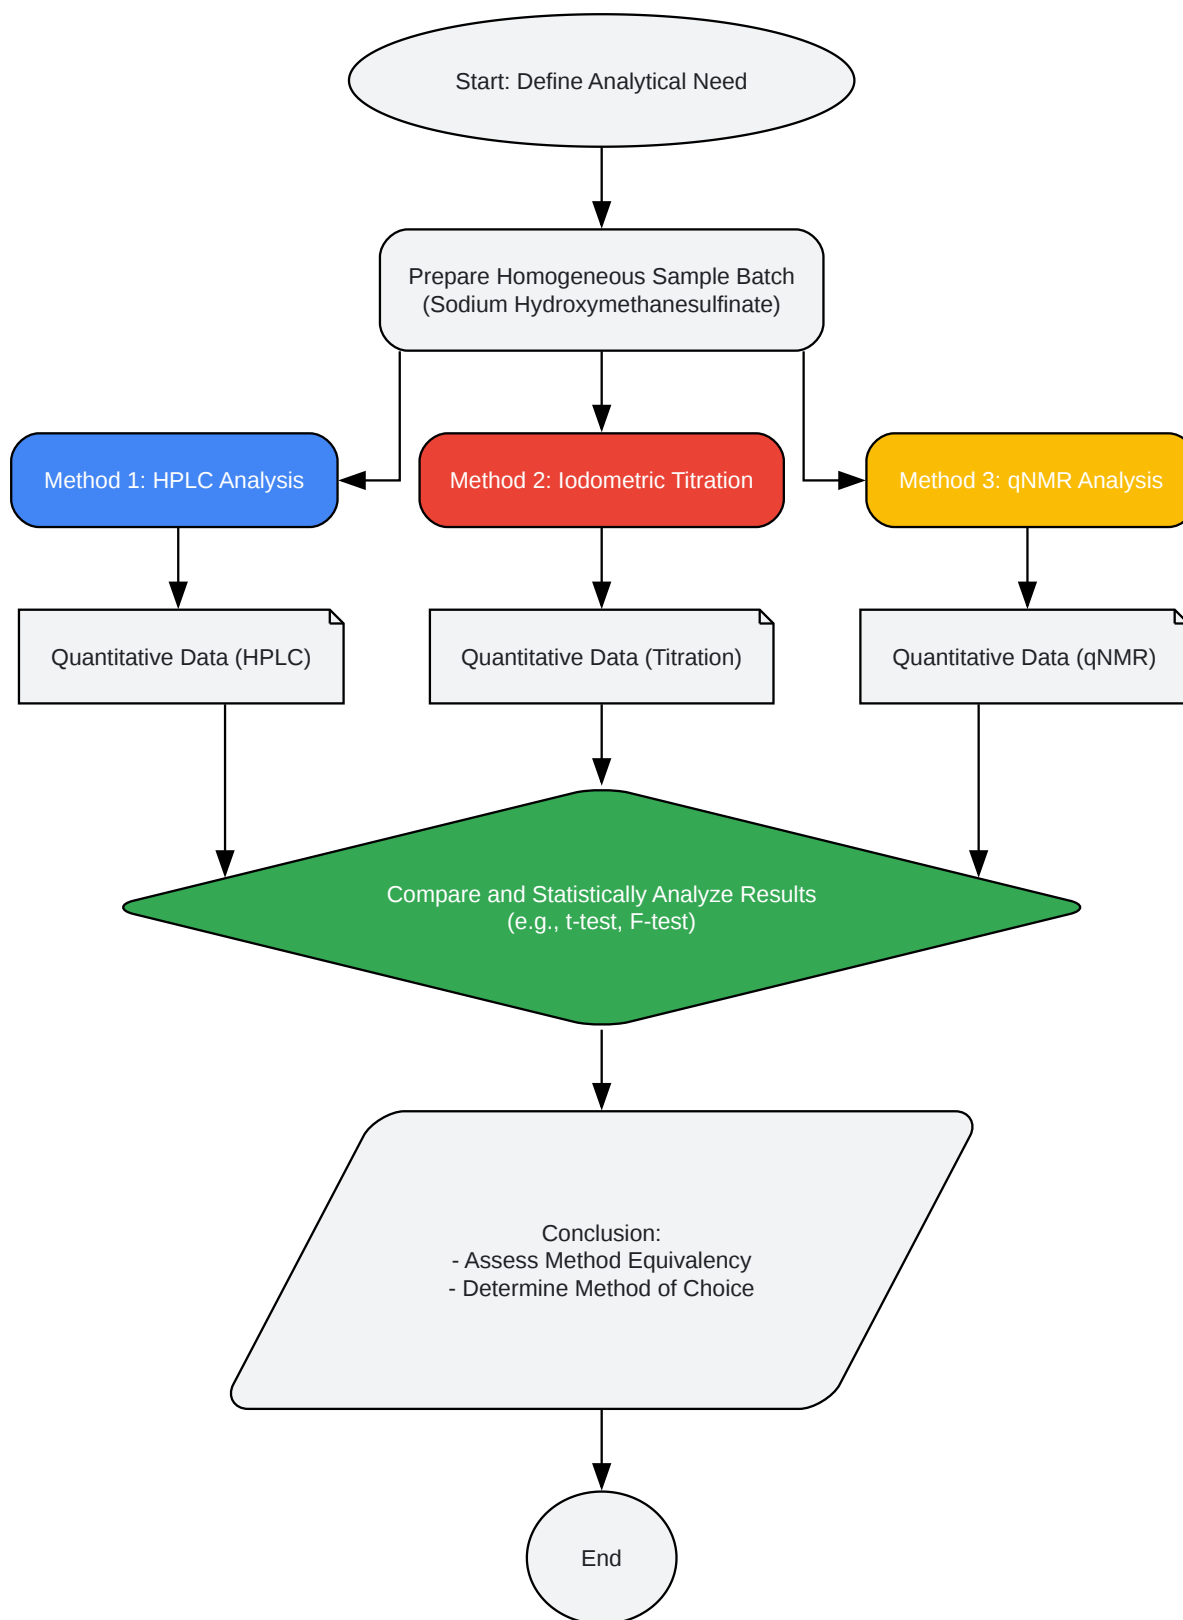 Start: Define Analytical Need
Prepare Homogeneous Sample Batch
(Sodium Hydroxymethanesulfinate)
Method 1: HPLC Analysis
Method 2: Iodometric Titration
Method 3: qNMR Analysis
Quantitative Data (HPLC)
Quantitative Data (Titration)
Quantitative Data (qNMR)
Compare and Statistically Analyze Results
(e.g., t-test, F-test)
Conclusion:
- Assess Method Equivalency
- Determine Method of Choice
End